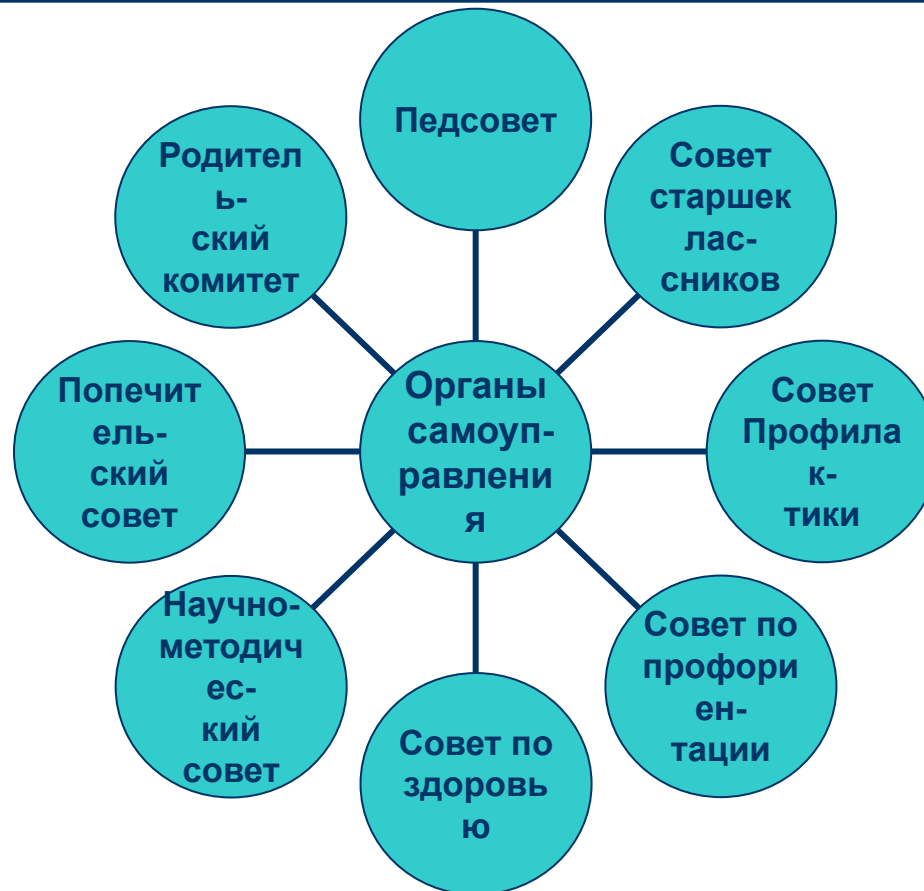 Педсовет
Родител
ь-
ский
комитет
Совет
старшек
лас-
сников
Попечит
ель-
ский
совет
Органы
самоуп-
равлени
я
Совет
Профилак
к-
тики
Научно-
методич
ес-
кий
совет
Совет по
здоровь
ю
Совет по
профори
ен-
тации